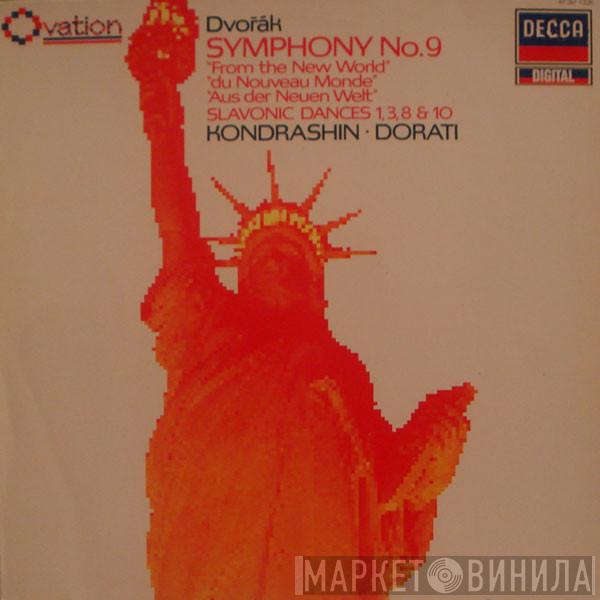 Ovation
Dvořák
SYMPHONY No.9
"From the New World"
"du Nouveau Monde"
"Aus der Neuen Welt"
SLAVONIC DANCES 1,3,8 & 10
KONDRASHIN · DORATI
DECCA
DIGITAL
МАРКЕТ ВИНИЛА